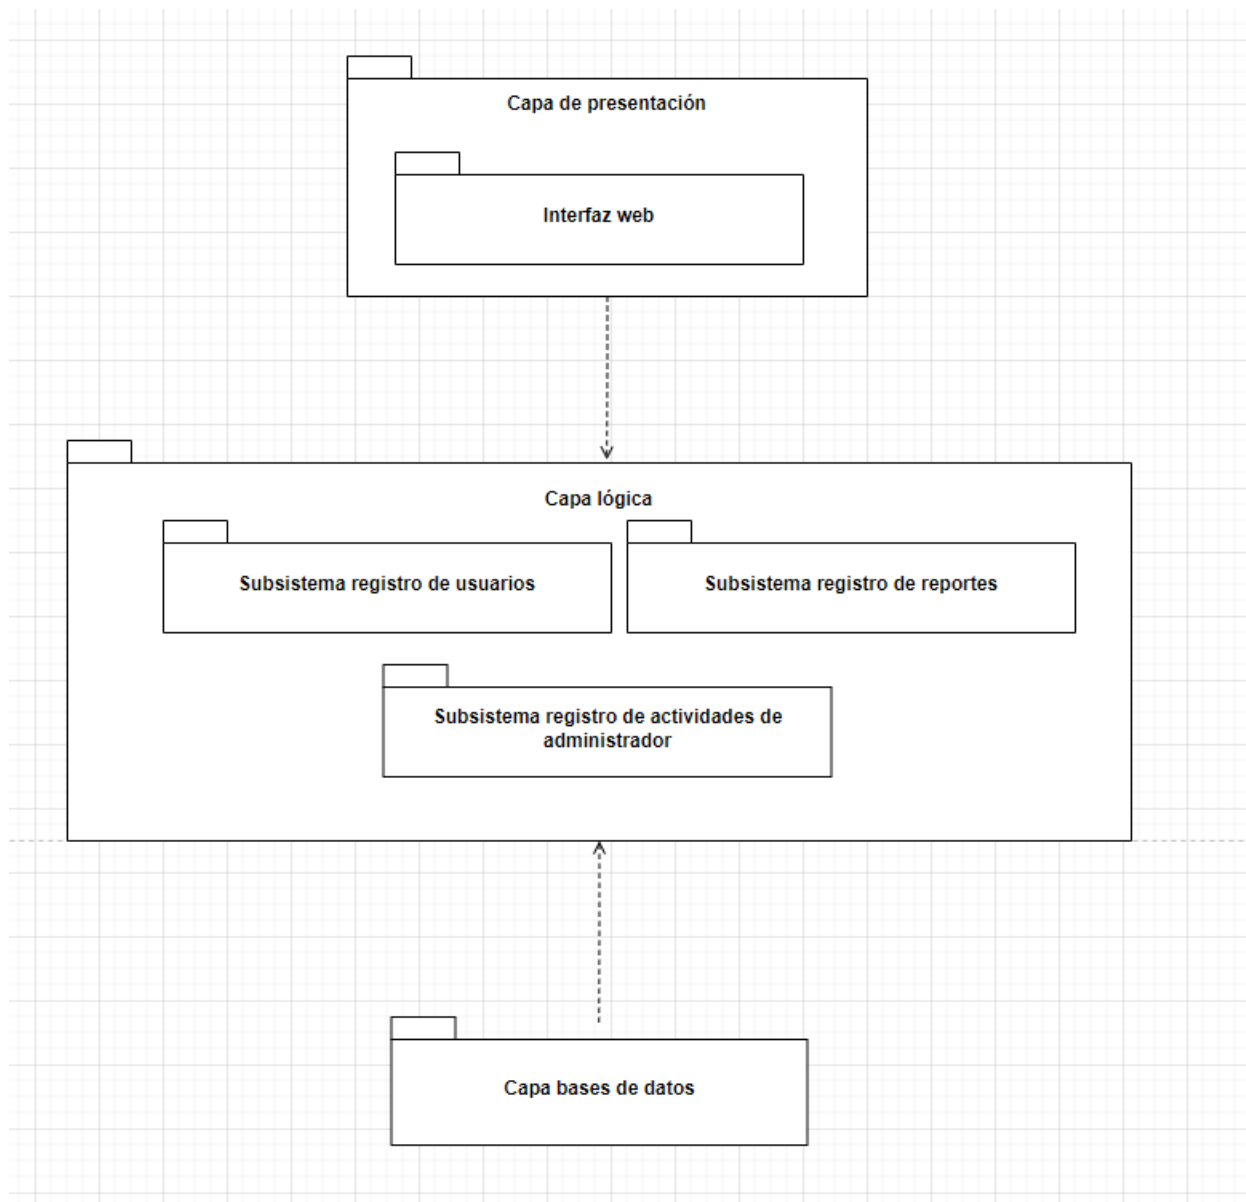 Capa de presentación
Interfaz web
Capa lógica
Subsistema registro de usuarios
Subsistema registro de reportes
Subsistema registro de actividades de
administrador
Capa bases de datos